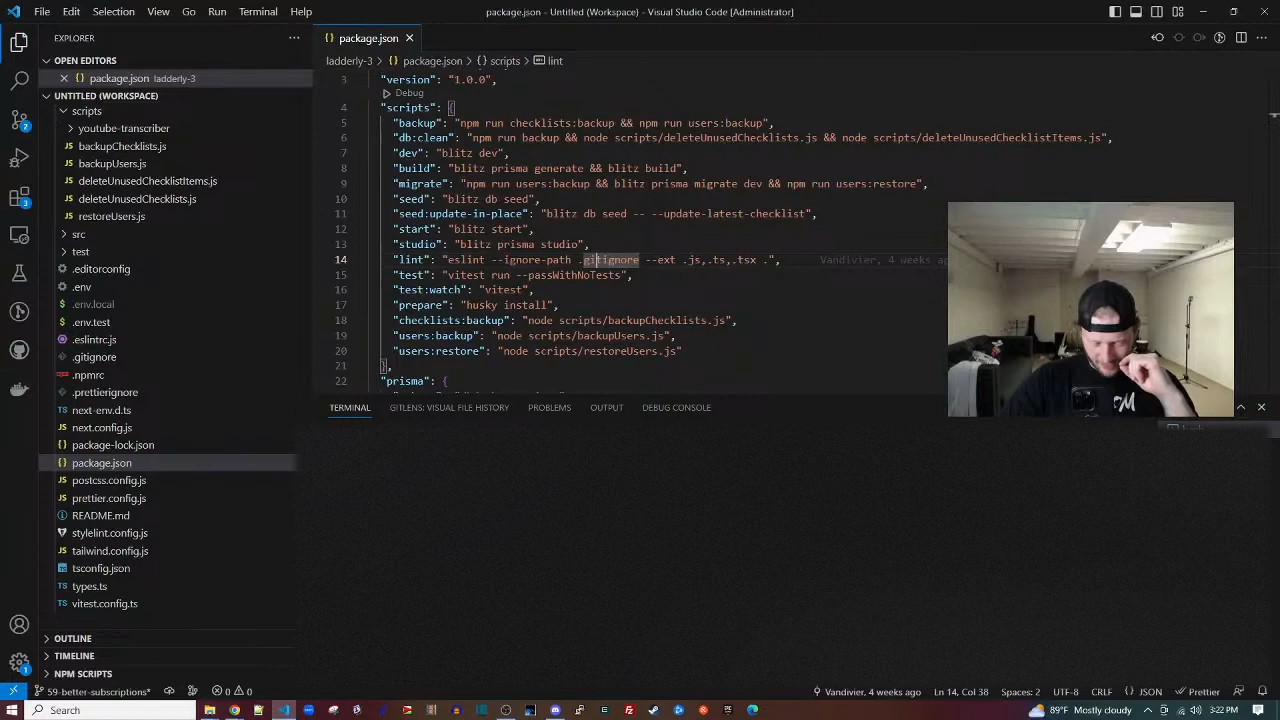 File Edit Selection View Go Run Terminal Help
package.json - Untitled (Workspace) - Visual Studio Code [Administrator]
EXPLORER
OPEN EDITORS
package.json ladderly-3
UNTITLED (WORKSPACE)
scripts
youtube-transcriber
backupChecklists.js
backupUsers.js
deleteUnusedChecklistItems.js
deleteUnusedChecklists.js
restoreUsers.js
src
test
.editorconfig
.env
.env.local
.env.test
.eslintrc.js
.gitignore
.npmrc
.prettierignore
next-env.d.ts
next.config.js
package-lock.json
package.json
postcss.config.js
prettier.config.js
README.md
stylelint.config.js
tailwind.config.js
tsconfig.json
types.ts
vitest.config.ts
OUTLINE
TIMELINE
NPM SCRIPTS
package.json
ladderly-3 > package.json > scripts > lint
3 "version": "1.0.0",
Debug
4 "scripts": {
5 "backup": "npm run checklists:backup && npm run users:backup",
6 "db:clean": "npm run backup && node scripts/deleteUnusedChecklists.js && node scripts/deleteUnusedChecklistItems.js",
7 "dev": "blitz dev",
8 "build": "blitz prisma generate && blitz build",
9 "migrate": "npm run users:backup && blitz prisma migrate dev && npm run users:restore",
10 "seed": "blitz db seed",
11 "seed:update-in-place": "blitz db seed -- --update-latest-checklist",
12 "start": "blitz start",
13 "studio": "blitz prisma studio",
14 "lint": "eslint --ignore-path .gitignore --ext .js,.ts,.tsx .", Vandivier, 4 weeks
15 "test": "vitest run --passWithNoTests",
16 "test:watch": "vitest",
17 "prepare": "husky install",
18 "checklists:backup": "node scripts/backupChecklists.js",
19 "users:backup": "node scripts/backupUsers.js",
20 "users:restore": "node scripts/restoreUsers.js"
21 },
22 "prisma": {
TERMINAL GITLENS: VISUAL FILE HISTORY PROBLEMS OUTPUT DEBUG CONSOLE
59-better-subscriptions* 0 0 Vandivier, 4 weeks ago Ln 14, Col 38 Spaces: 2 UTF-8 CRLF {} JSON Prettier
Search
89°F Mostly cloudy 3:22 PM